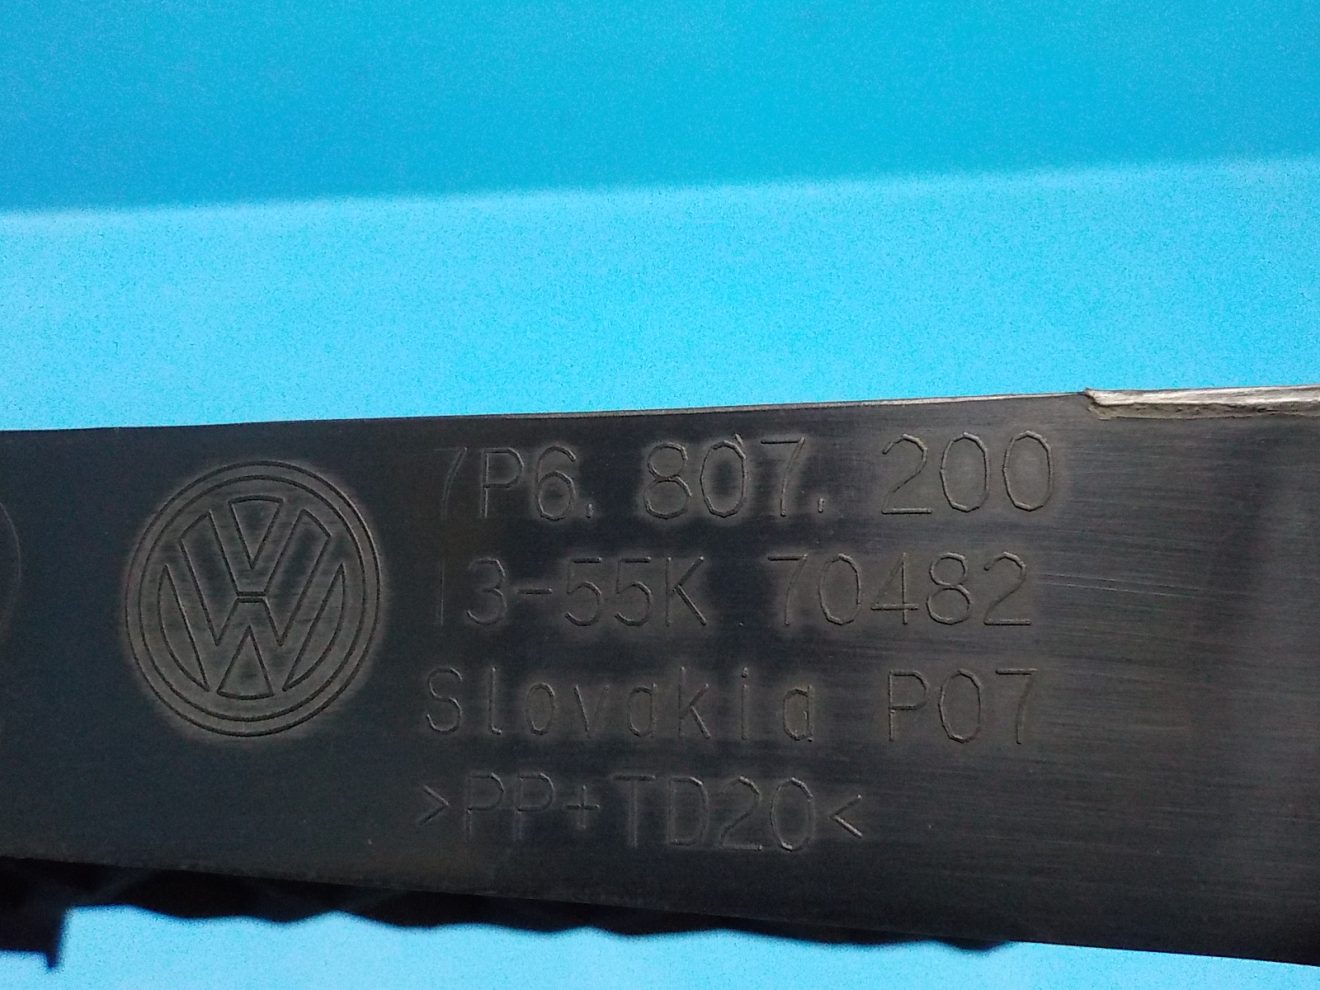 7P6. 807. 200
13-55K 70482
Slovakia P07
>PP+TD20<